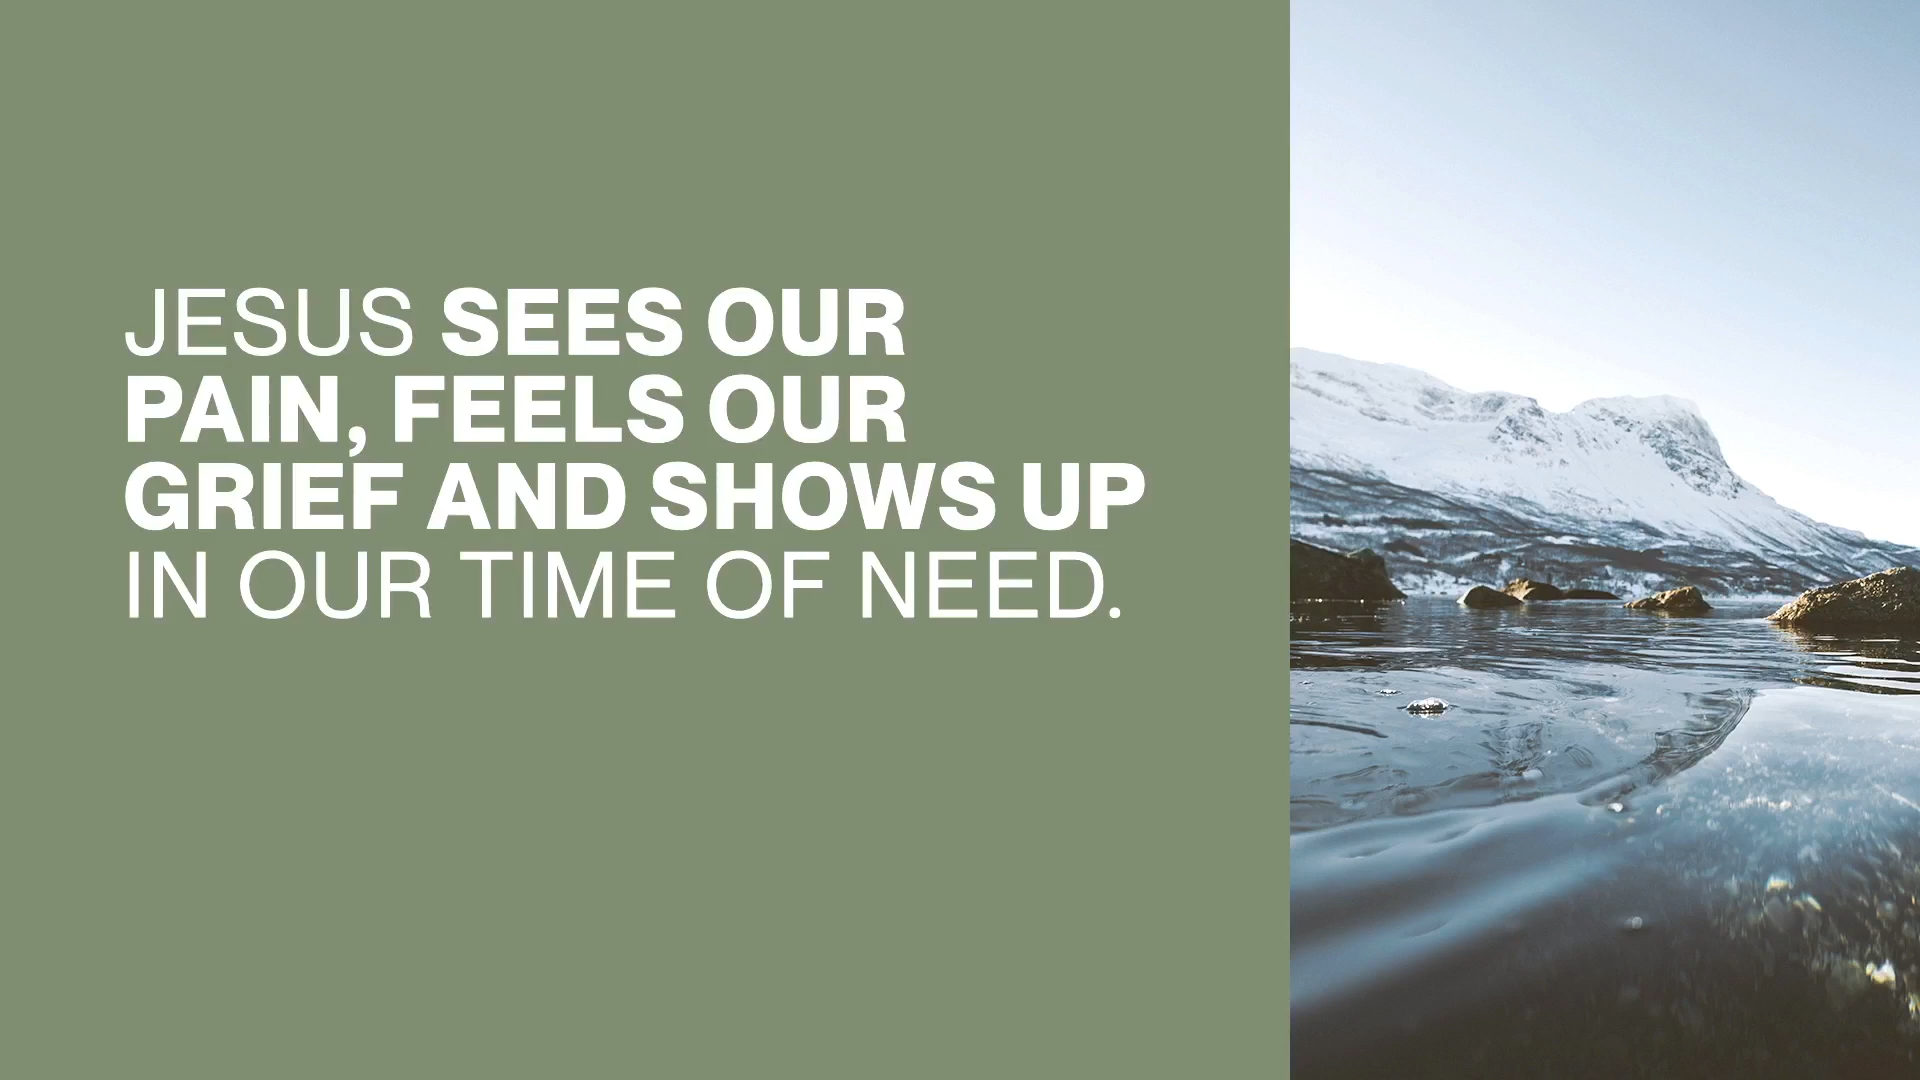 JESUS SEES OUR
PAIN, FEELS OUR
GRIEF AND SHOWS UP
IN OUR TIME OF NEED.